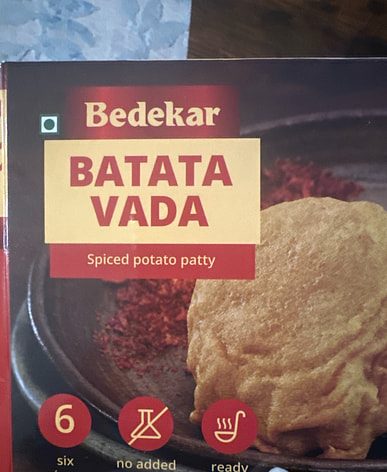 Bedekar
BATATA
VADA
Spiced potato patty
6
six
no added
ready